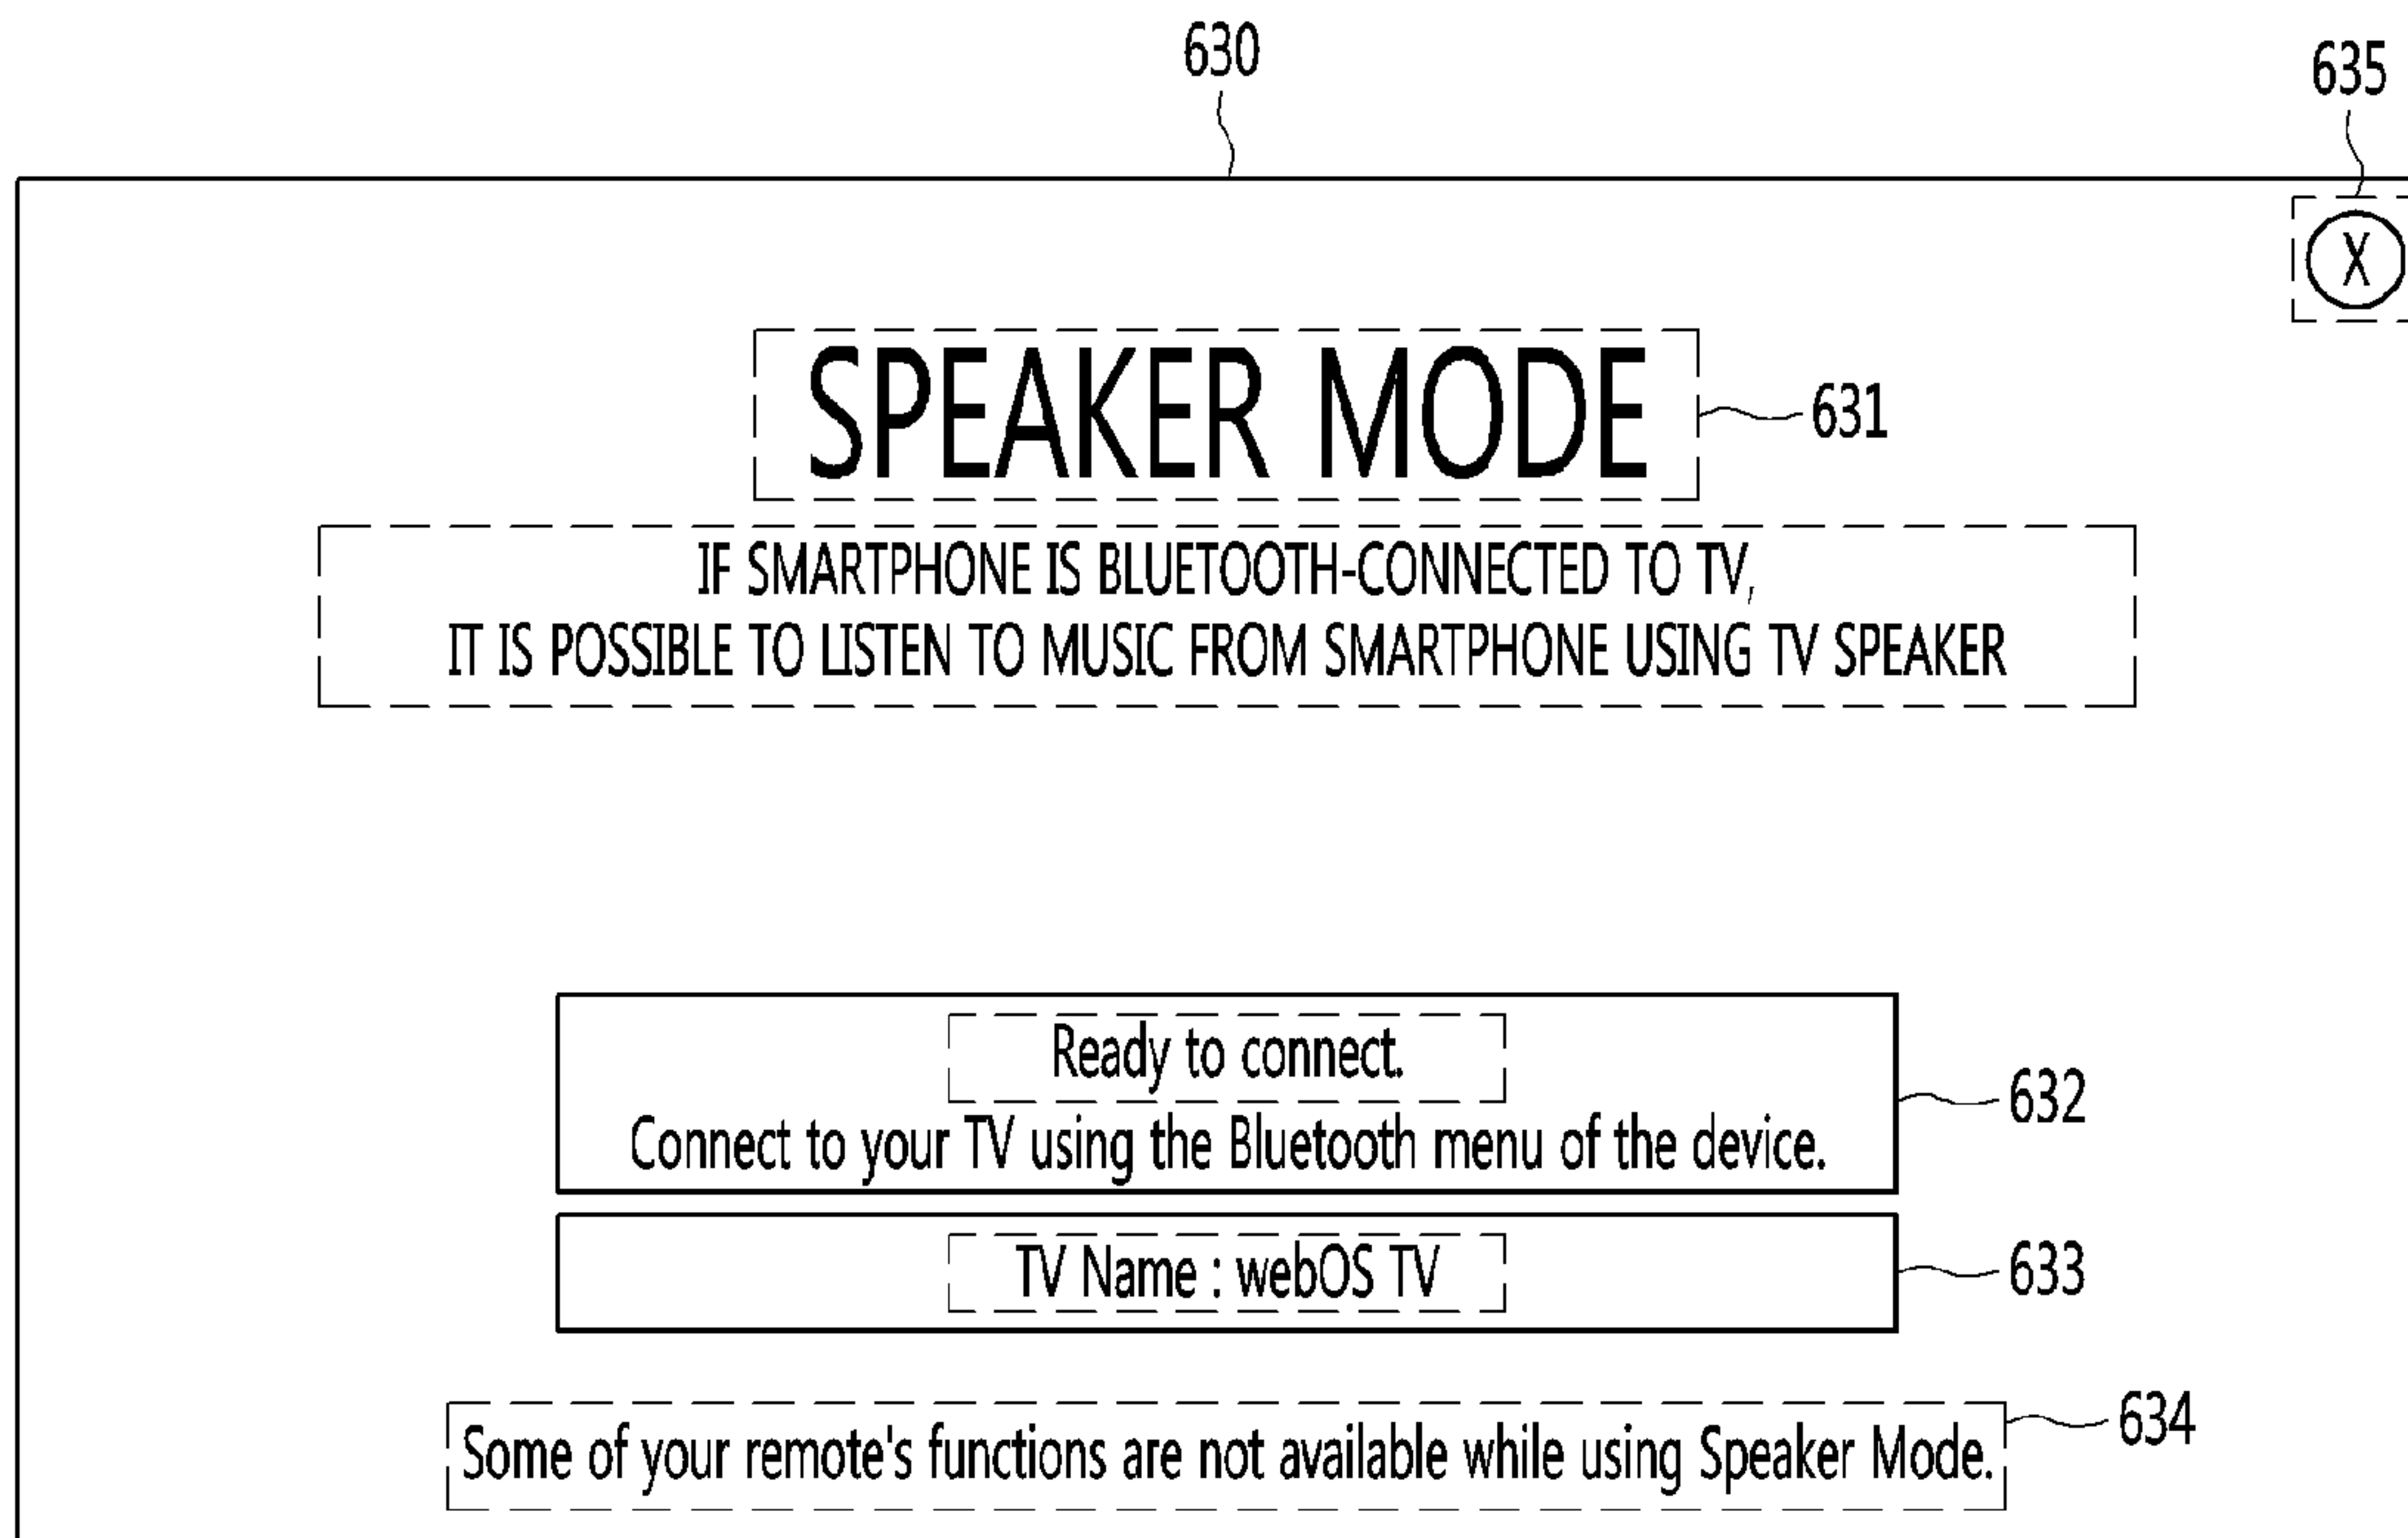 630
635
X
SPEAKER MODE
631
IF SMARTPHONE IS BLUETOOTH-CONNECTED TO TV,
IT IS POSSIBLE TO LISTEN TO MUSIC FROM SMARTPHONE USING TV SPEAKER
Ready to connect.
632
Connect to your TV using the Bluetooth menu of the device.
TV Name : webOS TV
633
634
Some of your remote's functions are not available while using Speaker Mode.